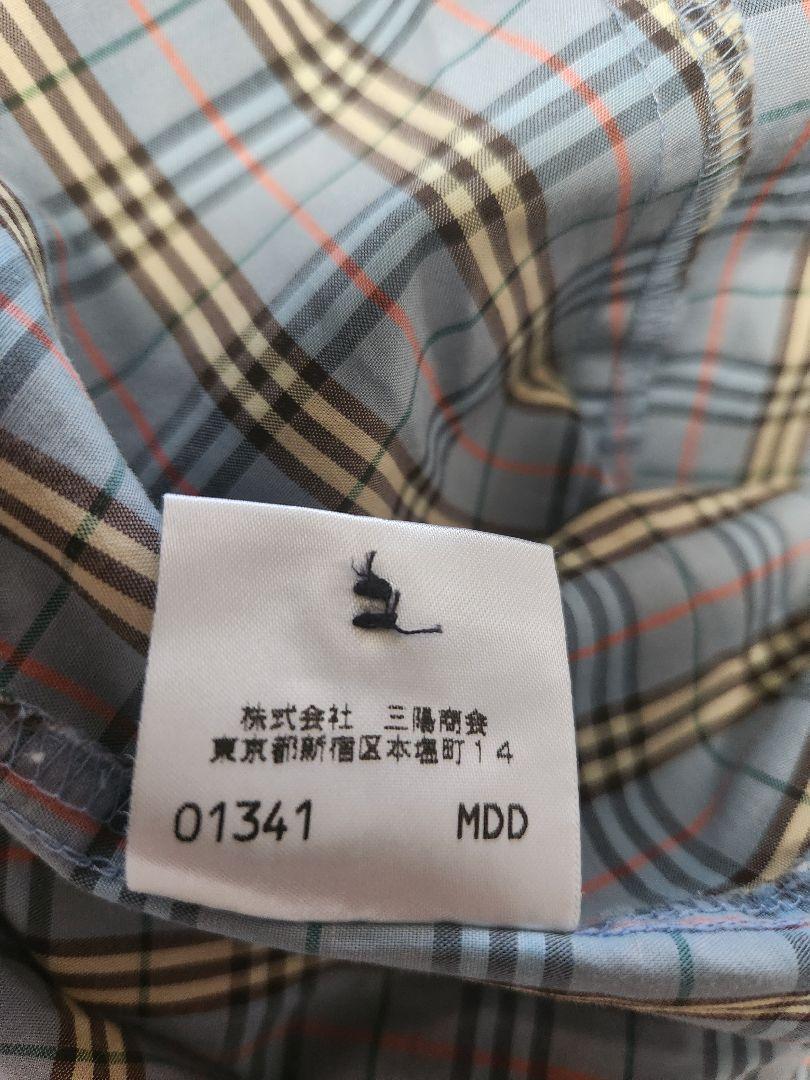 株式会社 三陽商会
東京都新宿区本塩町14
01341 MDD